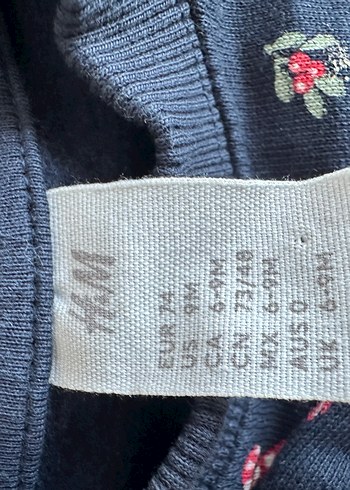 H&M
EUR 74
US 9M
CA 6-9M
CN 73/48
MX 6-9M
AUS 0
UK 6-9M